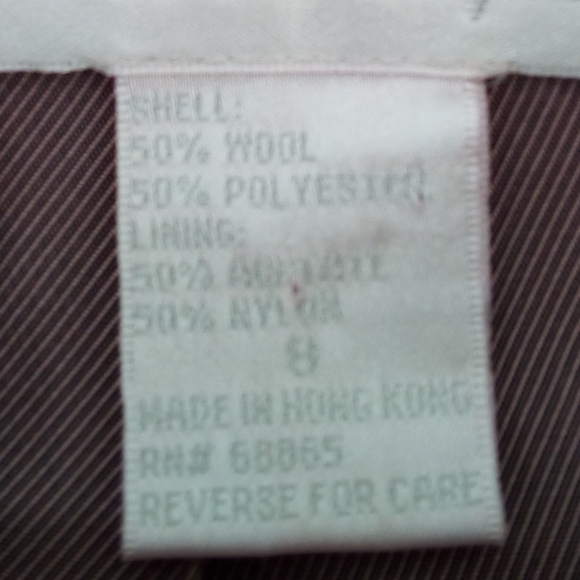 SHELL:
50% WOOL
50% POLYESTER
LINING:
50% ACETATE
50% NYLON
8
MADE IN HONG KONG
RN# 68865
REVERSE FOR CARE